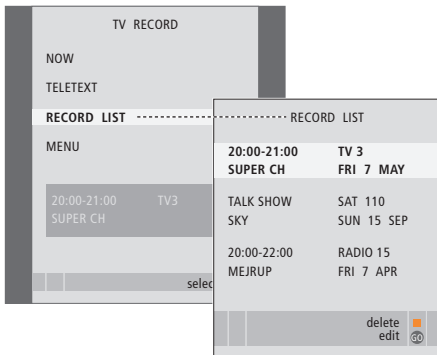 TV RECORD
NOW
TELETEXT
RECORD LIST
MENU
20:00-21:00 TV3
SUPER CH
RECORD LIST
20:00-21:00 TV 3
SUPER CH FRI 7 MAY
TALK SHOW SAT 110
SKY SUN 15 SEP
20:00-22:00 RADIO 15
MEJRUP FRI 7 APR
delete
edit GO